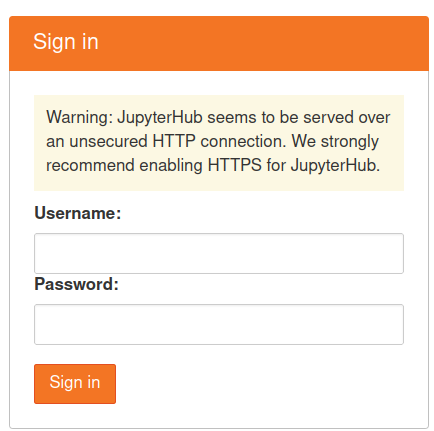 Sign in
Warning: JupyterHub seems to be served over
an unsecured HTTP connection. We strongly
recommend enabling HTTPS for JupyterHub.
Username:
Password:
Sign in